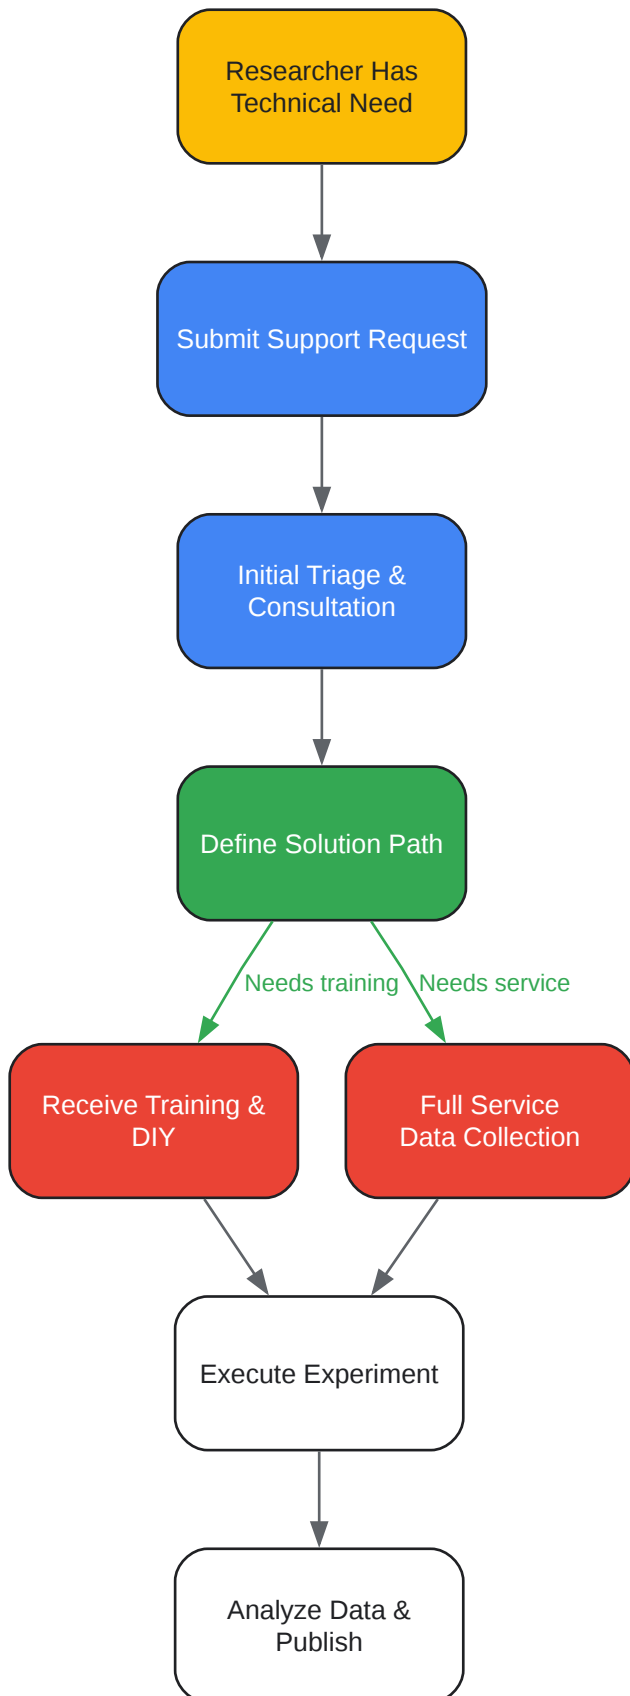 Researcher Has
Technical Need
Submit Support Request
Initial Triage &
Consultation
Define Solution Path
Needs training
Needs service
Receive Training &
DIY
Full Service
Data Collection
Execute Experiment
Analyze Data &
Publish